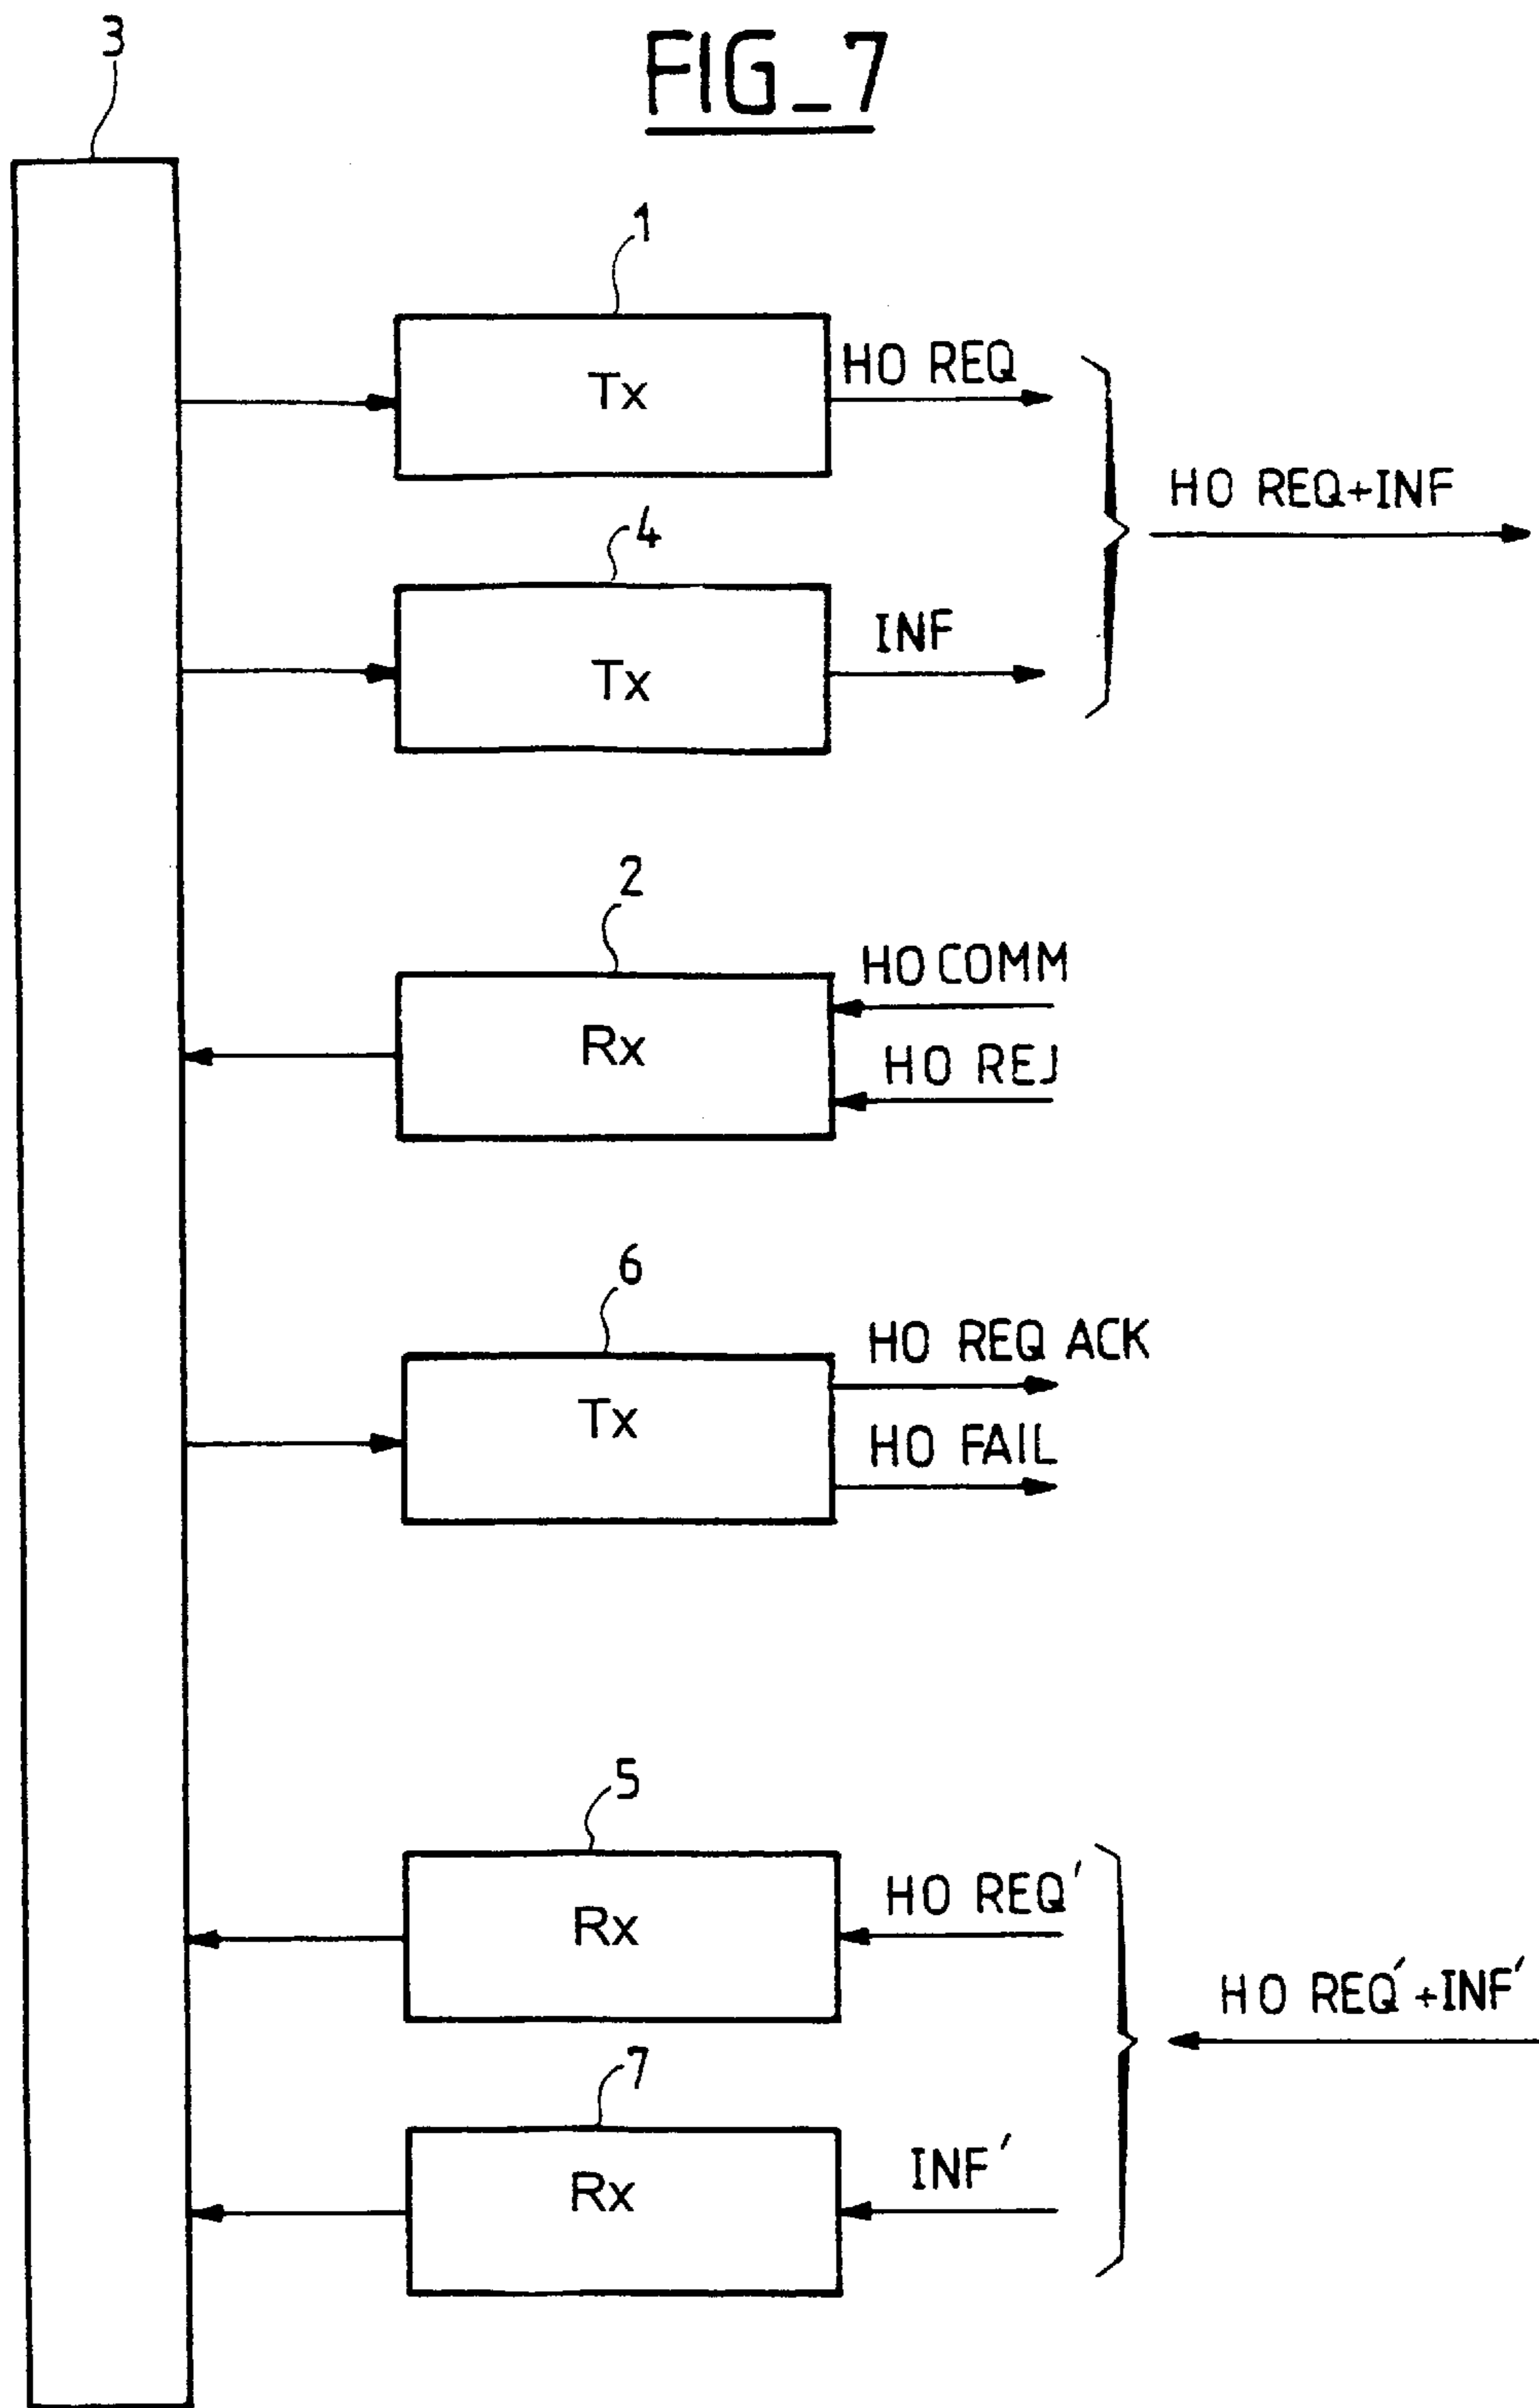 FIG_7
3
1
Tx
HO REQ
HO REQ+INF
4
Tx
INF
2
Rx
HO COMM
HO REJ
6
Tx
HO REQ ACK
HO FAIL
5
Rx
HO REQ'
HO REQ'+INF'
7
Rx
INF'